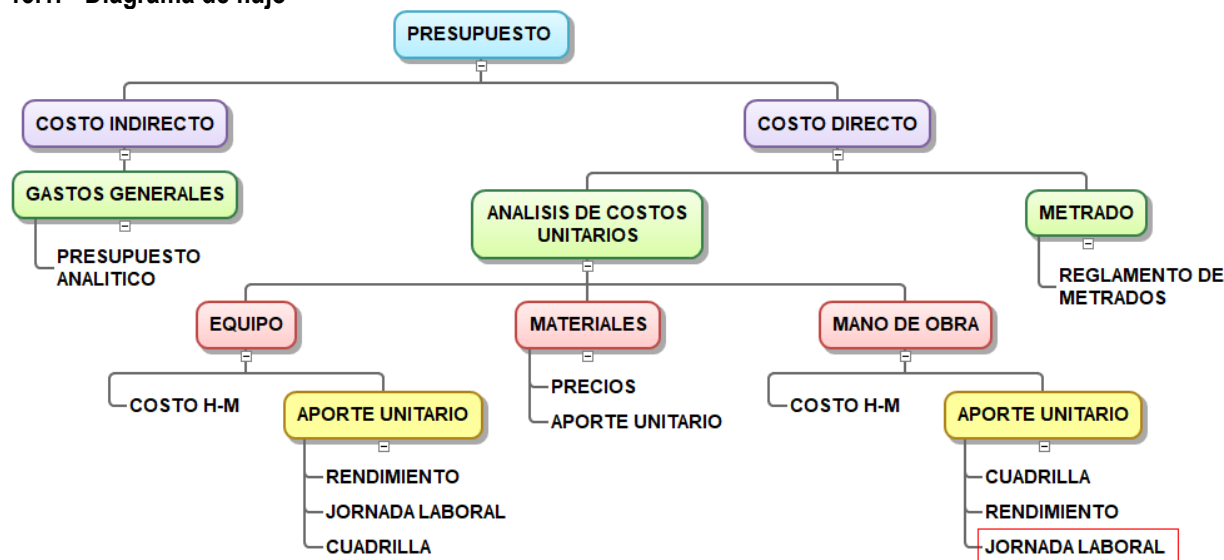 PRESUPUESTO
COSTO INDIRECTO
COSTO DIRECTO
GASTOS GENERALES
ANALISIS DE COSTOS
UNITARIOS
METRADO
PRESUPUESTO
ANALITICO
REGLAMENTO DE
METRADOS
EQUIPO
MATERIALES
MANO DE OBRA
COSTO H-M
APORTE UNITARIO
PRECIOS
APORTE UNITARIO
COSTO H-M
APORTE UNITARIO
RENDIMIENTO
JORNADA LABORAL
CUADRILLA
CUADRILLA
RENDIMIENTO
JORNADA LABORAL